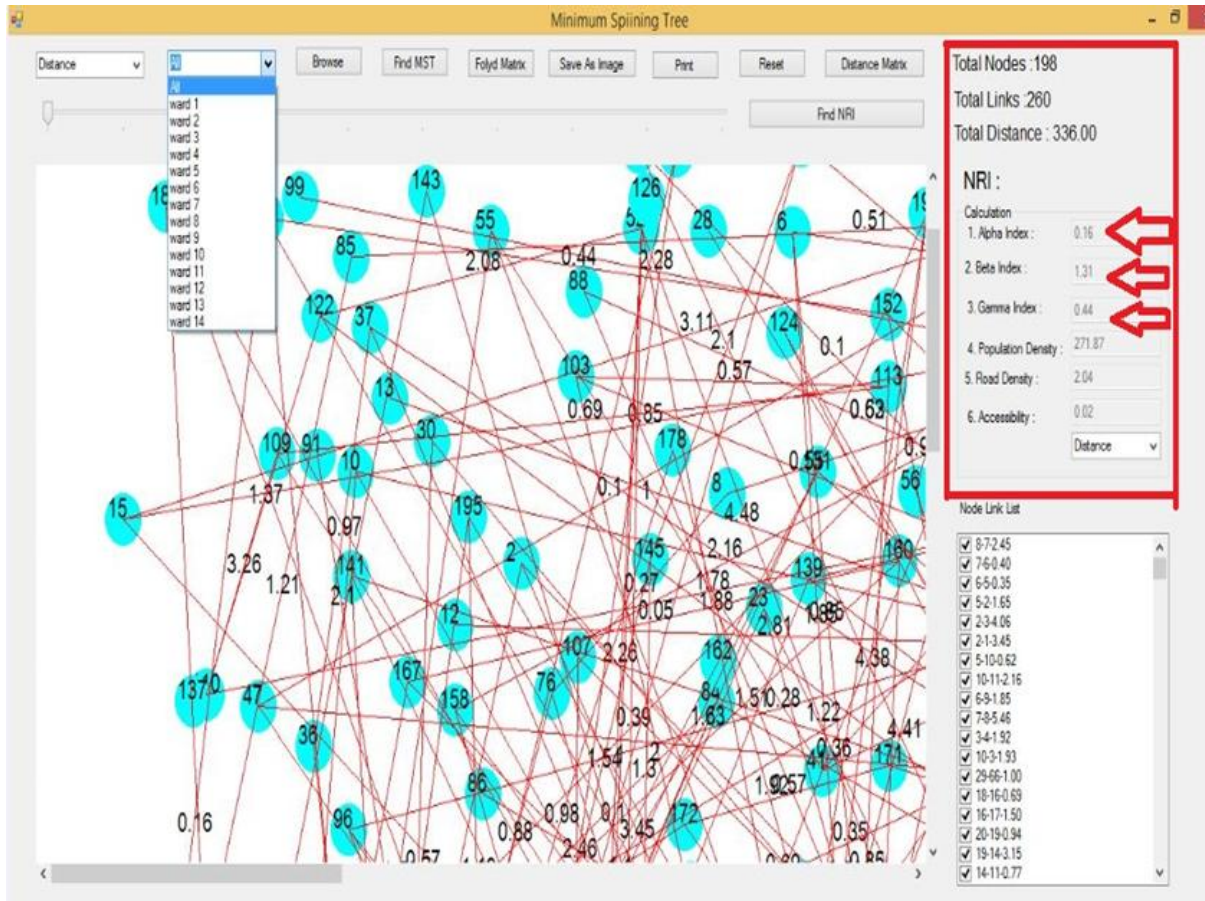 Minimum Spiining Tree
Distance All Browse Find MST Folyd Matrix Save As Image Print Reset Distance Matrix
Find NRI
All
ward 1
ward 2
ward 3
ward 4
ward 5
ward 6
ward 7
ward 8
ward 9
ward 10
ward 11
ward 12
ward 13
ward 14
Total Nodes :198
Total Links :260
Total Distance : 336.00
NRI :
Calculation
1. Alpha Index : 0.16
2. Beta Index : 1.31
3. Gamma Index : 0.44
4. Population Density : 271.87
5. Road Density : 2.04
6. Accessibility : 0.02
Distance
Node Link List
8-7-2.45
7-6-0.40
6-5-0.35
5-2-1.65
2-3-4.06
2-1-3.45
5-10-0.62
10-11-2.16
6-9-1.85
7-8-5.46
3-4-1.92
10-3-1.93
29-66-1.00
18-16-0.69
16-17-1.50
20-19-0.94
19-14-3.15
14-11-0.77
99 143 126
55 28 6 0.51
85 2.08 0.44 2.28
88
122 37 3.11 124 152
2.1 0.1
103 0.57 113
13 0.69 0.85
109 91 30 178
10 8
1.37 195 0.1 1 56
15 0.97 4.48
3.26 141 2 145 2.16 139 160
1.21 2.1 0.27 1.78
12 0.05 1.88 23 2.81
107 2.26 162 4.38
137 47 167 158 76 84 1.51 0.28
0.39 1.63 1.22 4.41
36 1.54 2 1.3 0.36 41 171
86
0.16 96 0.88 0.98 0.1 3.45 172 0.35
0.57 2.46